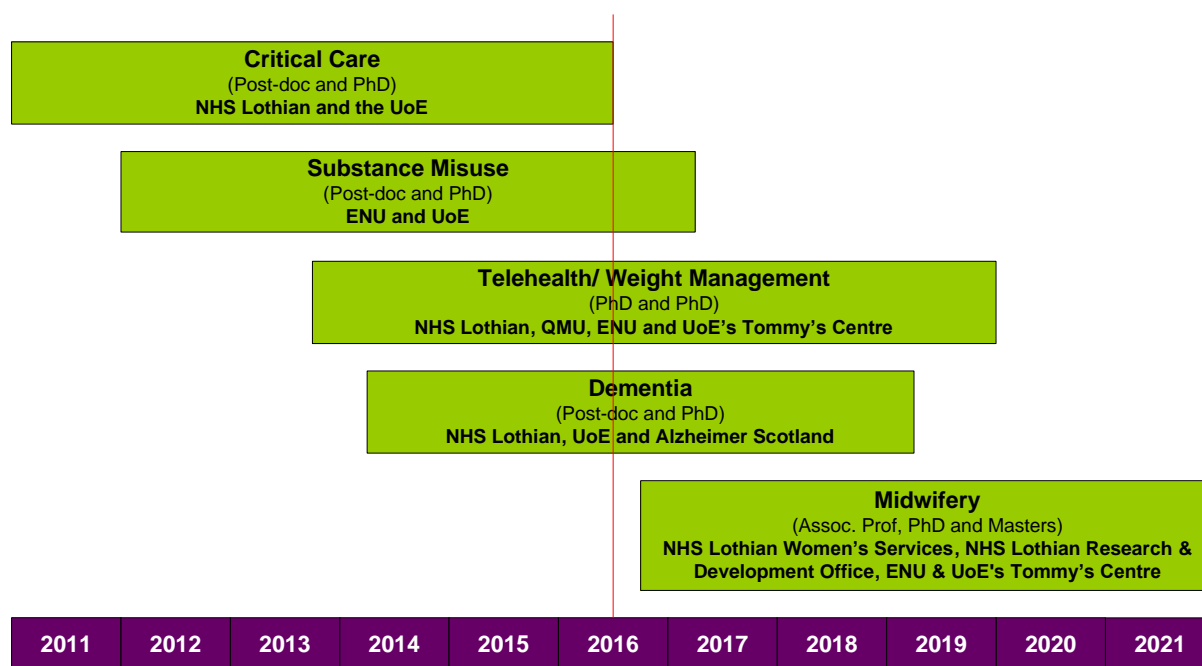 Critical Care
(Post-doc and PhD)
NHS Lothian and the UoE
Substance Misuse
(Post-doc and PhD)
ENU and UoE
Telehealth/ Weight Management
(PhD and PhD)
NHS Lothian, QMU, ENU and UoE’s Tommy’s Centre
Dementia
(Post-doc and PhD)
NHS Lothian, UoE and Alzheimer Scotland
Midwifery
(Assoc. Prof, PhD and Masters)
NHS Lothian Women’s Services, NHS Lothian Research &
Development Office, ENU & UoE's Tommy’s Centre
2011 2012 2013 2014 2015 2016 2017 2018 2019 2020 2021